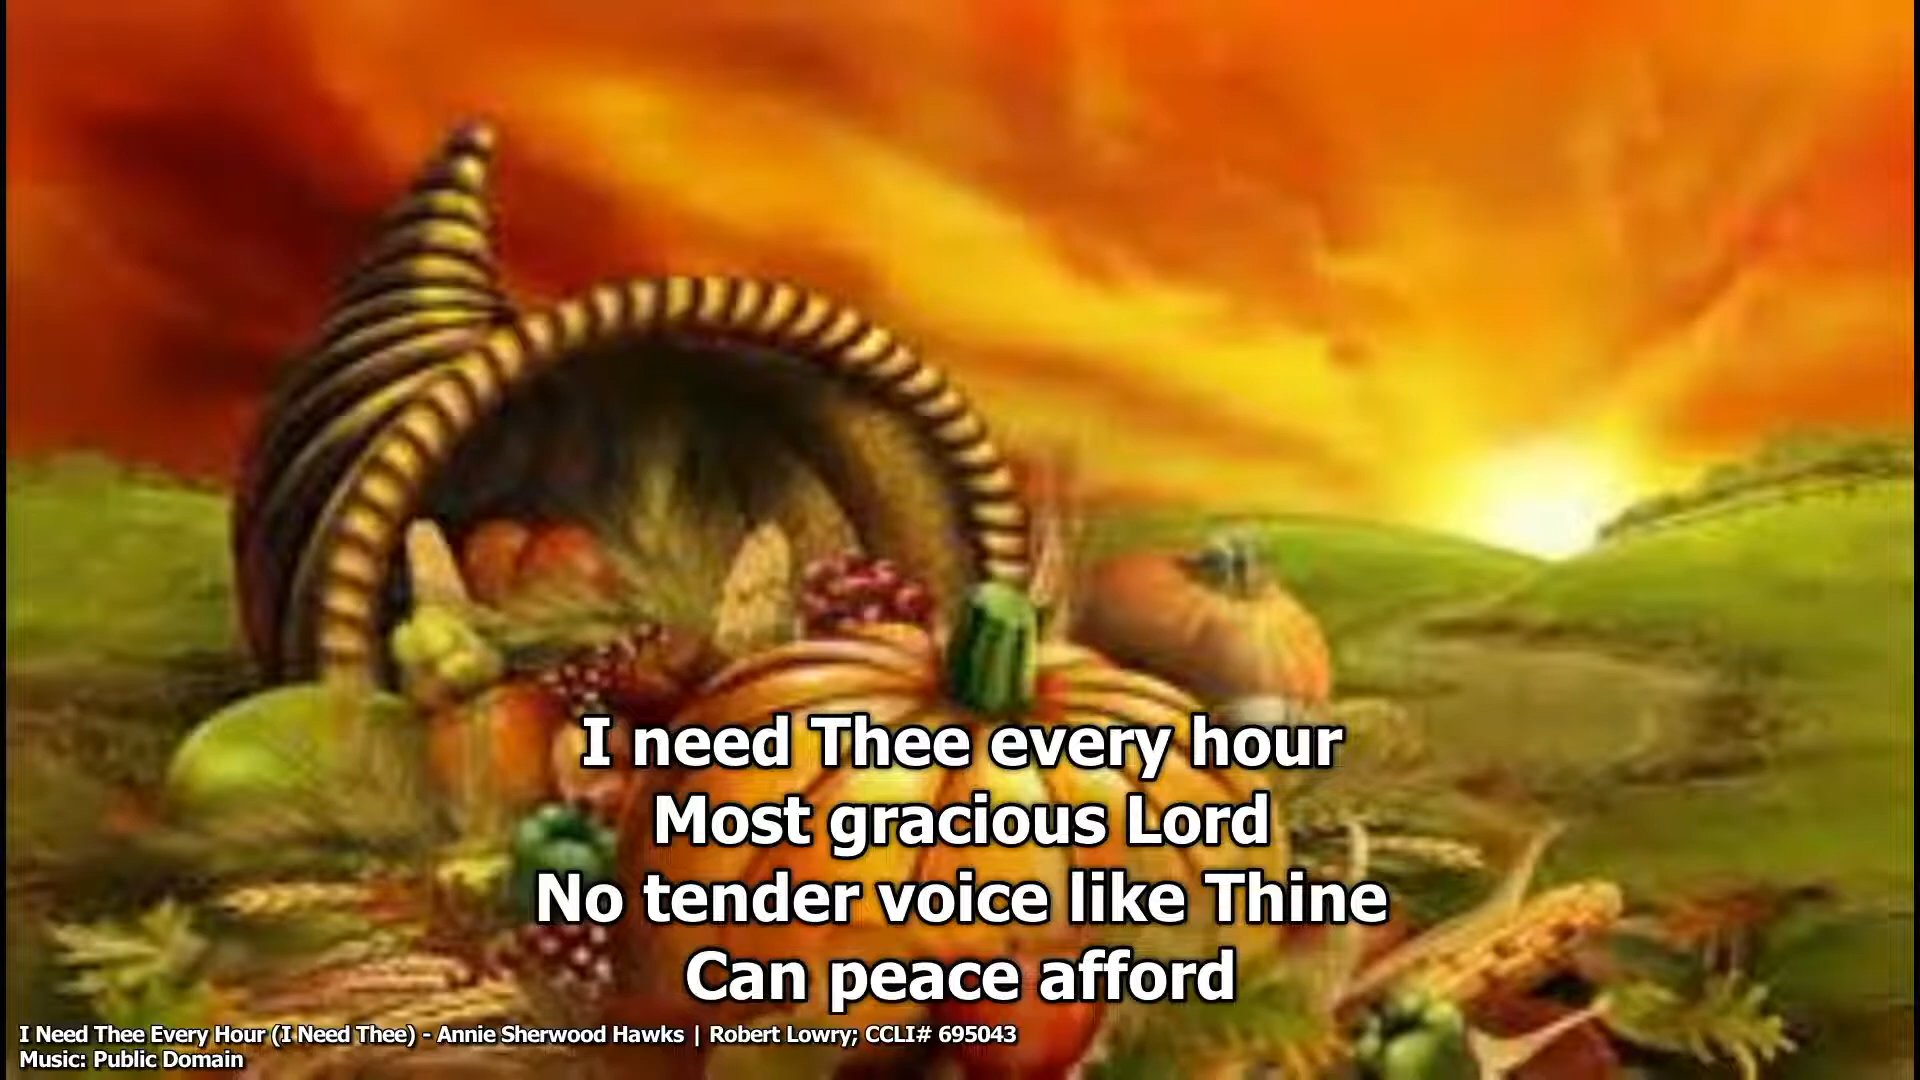 I need Thee every hour
Most gracious Lord
No tender voice like Thine
Can peace afford
I Need Thee Every Hour (I Need Thee) - Annie Sherwood Hawks | Robert Lowry; CCLI# 695043
Music: Public Domain